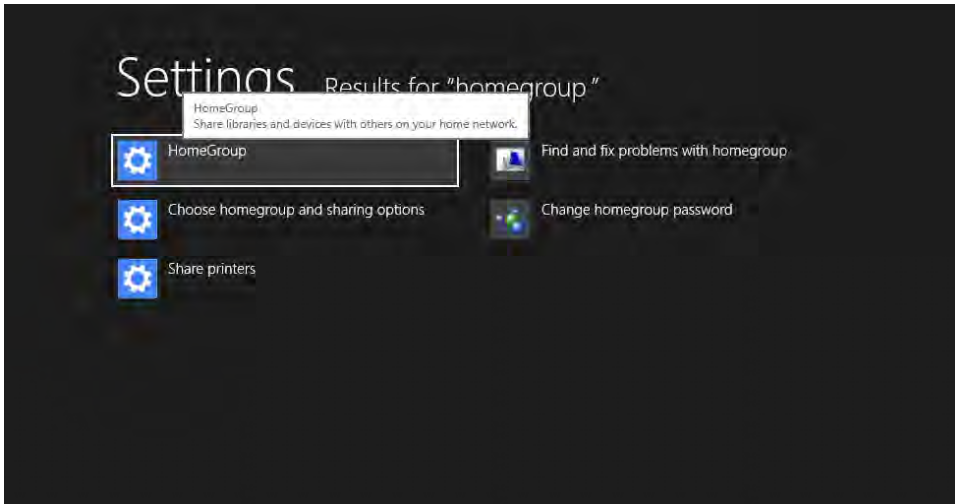 Settings Results for "homegroup"
HomeGroup
Share libraries and devices with others on your home network.
HomeGroup
Find and fix problems with homegroup
Choose homegroup and sharing options
Change homegroup password
Share printers